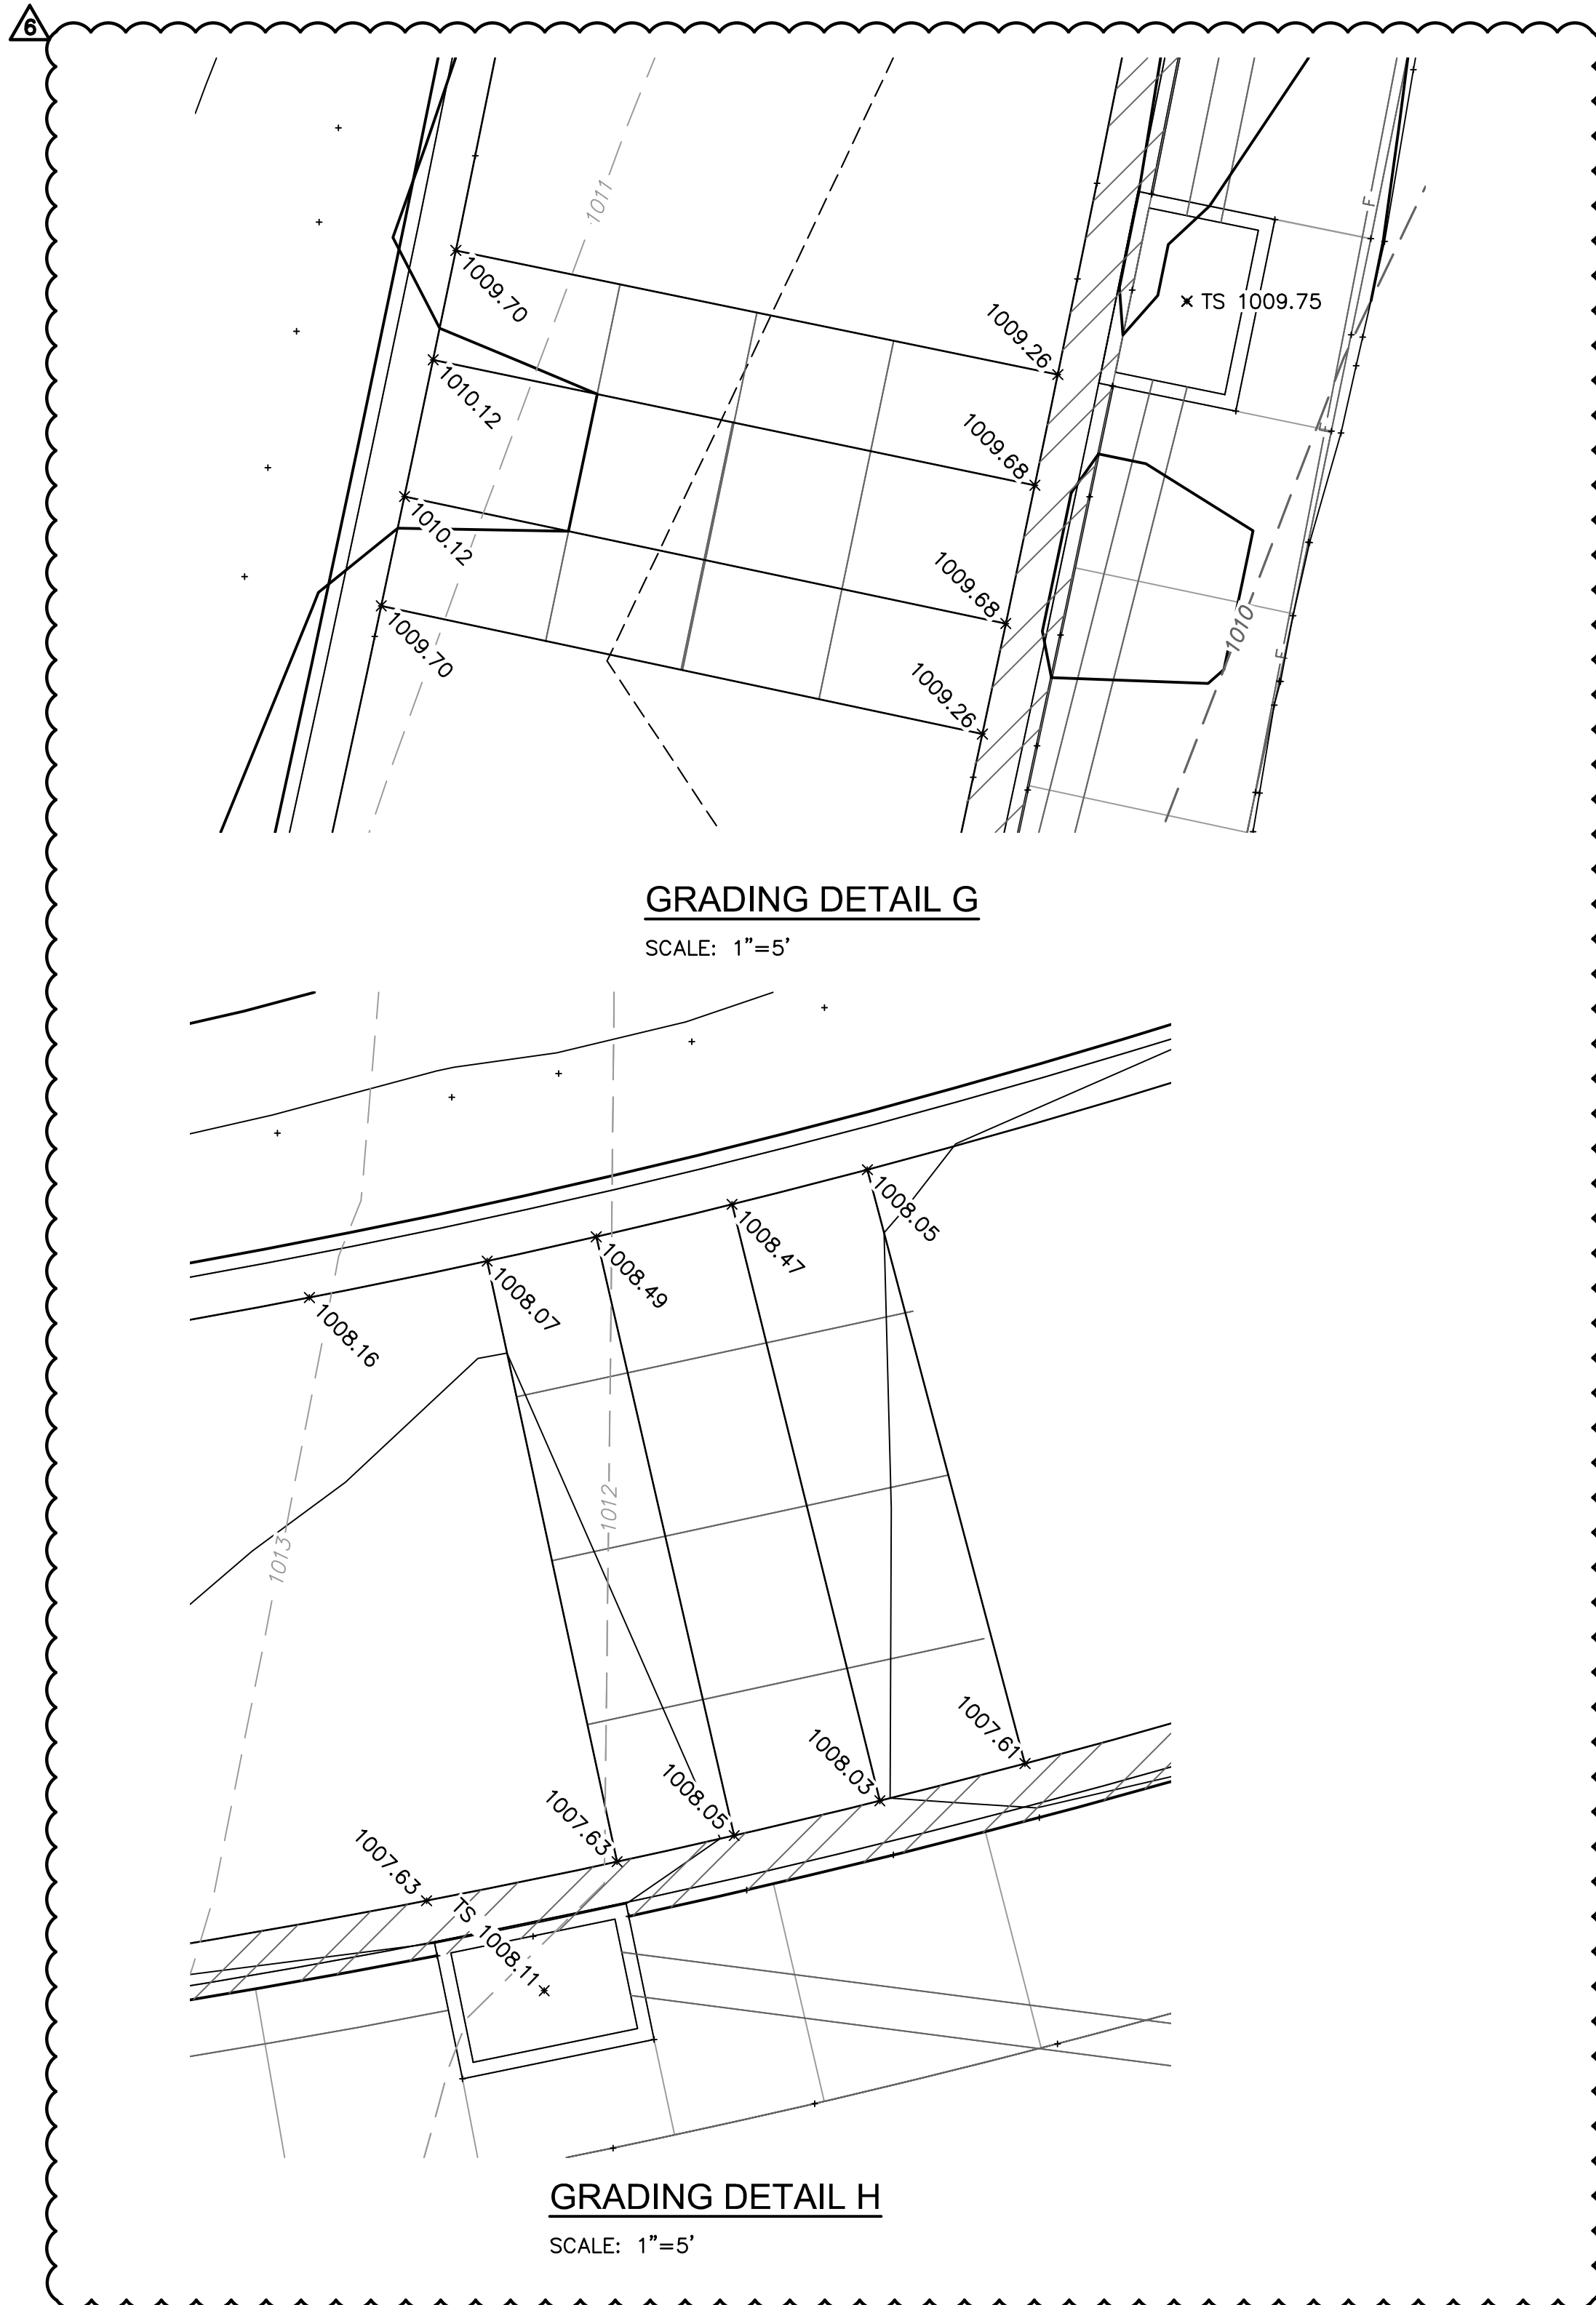 6
1011
F
1009.70
TS 1009.75
1009.26
1010.12
F
1009.68
1010.12
1009.68
1010
1009.70
F
1009.26
GRADING DETAIL G
SCALE: 1"=5'
1008.05
1008.47
1008.49
1008.07
1008.16
1012
1013
1007.61
1008.03
1008.05
1007.63
1007.63
TS 1008.11
GRADING DETAIL H
SCALE: 1"=5'